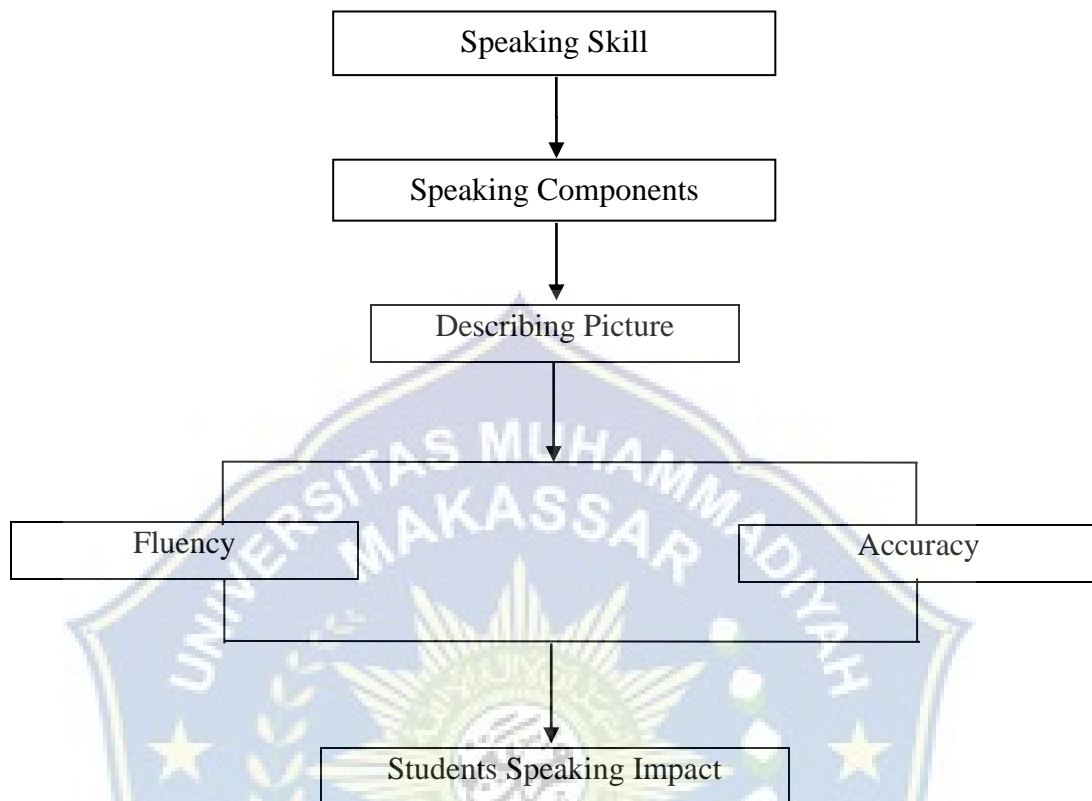 Speaking Skill
Speaking Components
Describing Picture
UNIVERSITAS MUHAMMADIYAH
MAKASSAR
Fluency
Accuracy
Students Speaking Impact